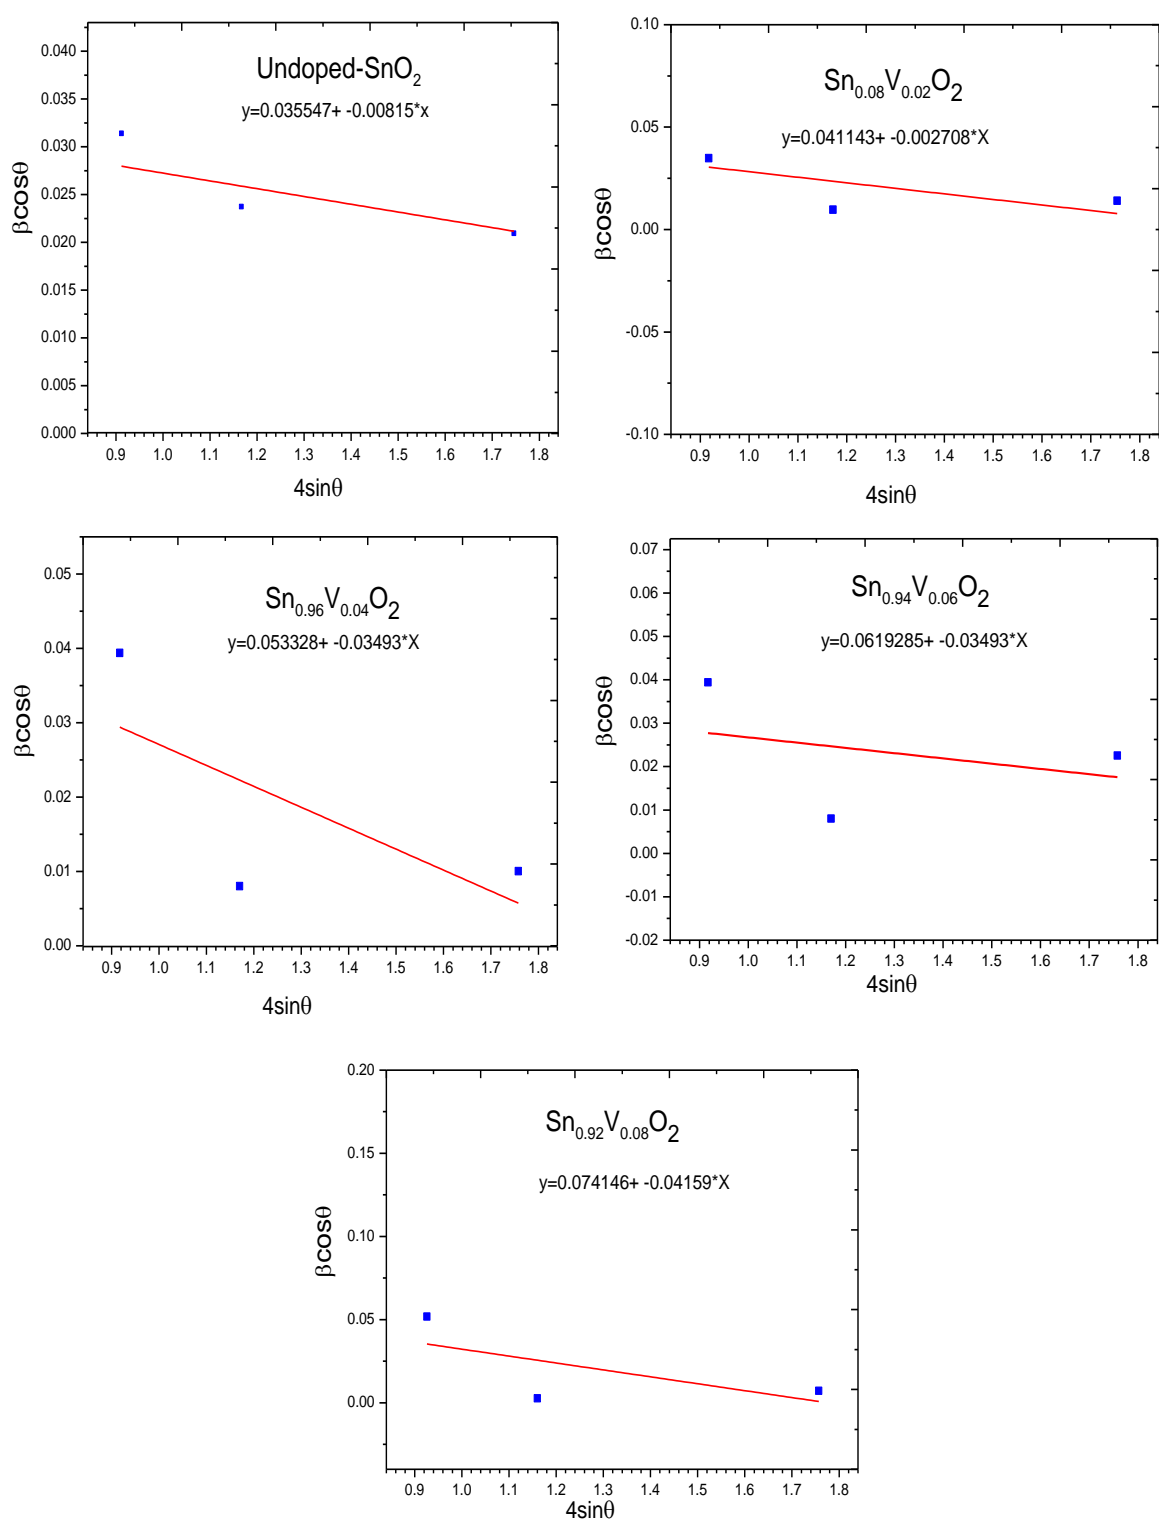 Undoped-SnO2
y=0.035547+ -0.00815*x
0.040
0.035
0.030
0.025
0.020
0.015
0.010
0.005
0.000
βcosθ
0.9 1.0 1.1 1.2 1.3 1.4 1.5 1.6 1.7 1.8
4sinθ
Sn0.08V0.02O2
y=0.041143+ -0.002708*X
0.10
0.05
0.00
-0.05
-0.10
βcosθ
0.9 1.0 1.1 1.2 1.3 1.4 1.5 1.6 1.7 1.8
4sinθ
Sn0.96V0.04O2
y=0.053328+ -0.03493*X
0.05
0.04
0.03
0.02
0.01
0.00
βcosθ
0.9 1.0 1.1 1.2 1.3 1.4 1.5 1.6 1.7 1.8
4sinθ
Sn0.94V0.06O2
y=0.0619285+ -0.03493*X
0.07
0.06
0.05
0.04
0.03
0.02
0.01
0.00
-0.01
-0.02
βcosθ
0.9 1.0 1.1 1.2 1.3 1.4 1.5 1.6 1.7 1.8
4sinθ
Sn0.92V0.08O2
y=0.074146+ -0.04159*X
0.20
0.15
0.10
0.05
0.00
βcosθ
0.9 1.0 1.1 1.2 1.3 1.4 1.5 1.6 1.7 1.8
4sinθ